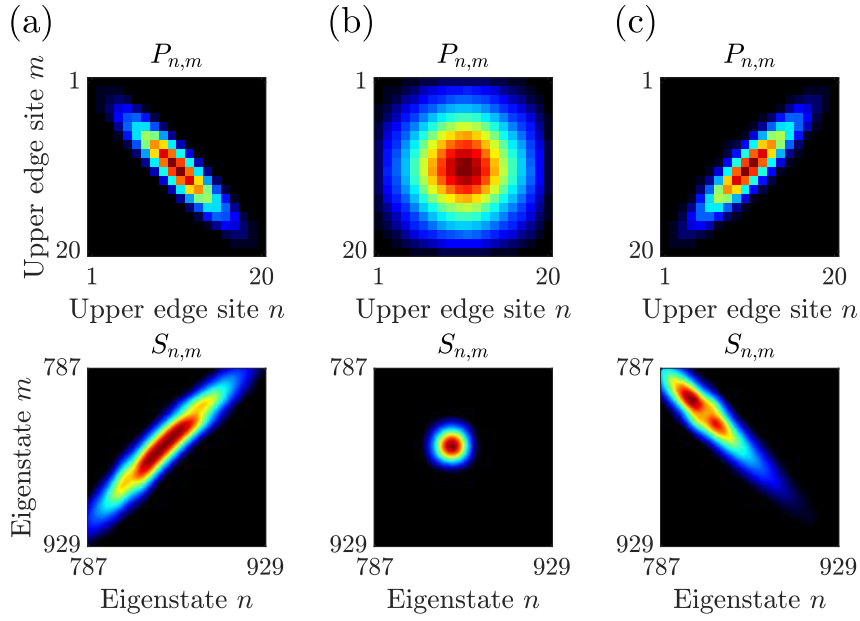 (a) (b) (c)
P_{n,m} P_{n,m} P_{n,m}
Upper edge site m
1 20 1 20
1 20 1 20
1 20 1 20
Upper edge site n Upper edge site n Upper edge site n
S_{n,m} S_{n,m} S_{n,m}
Eigenstate m
787 929 787 929
787 929 787 929
787 929 787 929
Eigenstate n Eigenstate n Eigenstate n